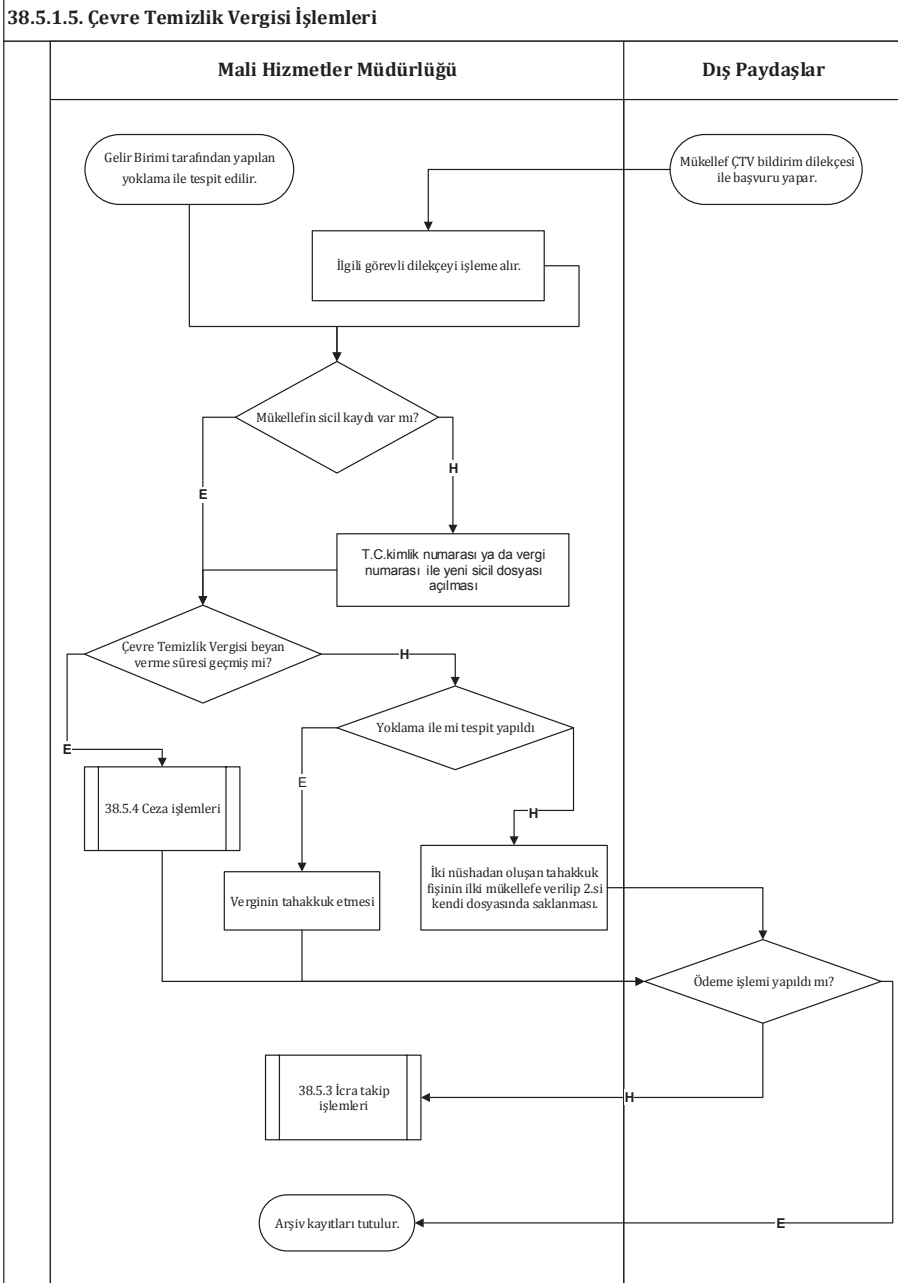 38.5.1.5. Çevre Temizlik Vergisi İşlemleri
Mali Hizmetler Müdürlüğü
Dış Paydaşlar
Gelir Birimi tarafından yapılan
yoklama ile tespit edilir.
Mükellef ÇTV bildirim dilekçesi
ile başvuru yapar.
İlgili görevli dilekçeyi işleme alır.
Mükellefin sicil kaydı var mı?
E
H
T.C.kimlik numarası ya da vergi
numarası ile yeni sicil dosyası
açılması
Çevre Temizlik Vergisi beyan
verme süresi geçmiş mi?
H
E
Yoklama ile mi tespit yapıldı
E
H
38.5.4 Ceza işlemleri
Verginin tahakkuk etmesi
İki nüshadan oluşan tahakkuk
fişinin ilki mükellefe verilip 2.si
kendi dosyasında saklanması.
Ödeme işlemi yapıldı mı?
38.5.3 İcra takip
işlemleri
H
Arşiv kayıtları tutulur.
E